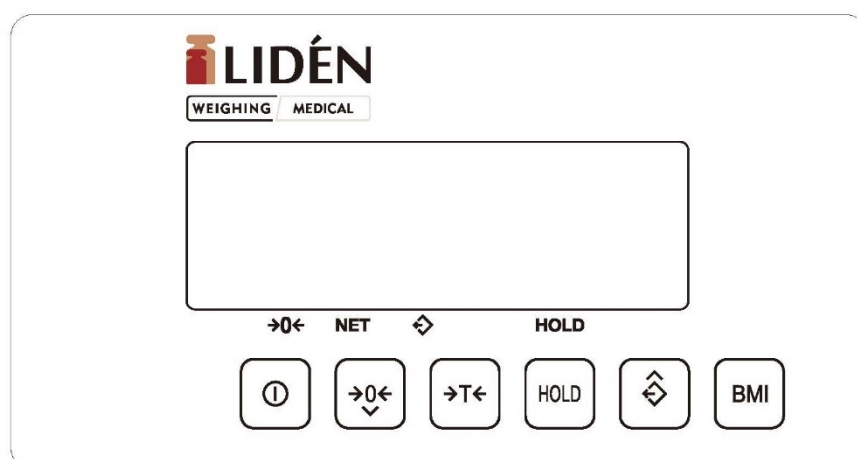 LIDÉN
WEIGHING MEDICAL
→0← NET HOLD
→0← →T← HOLD BMI